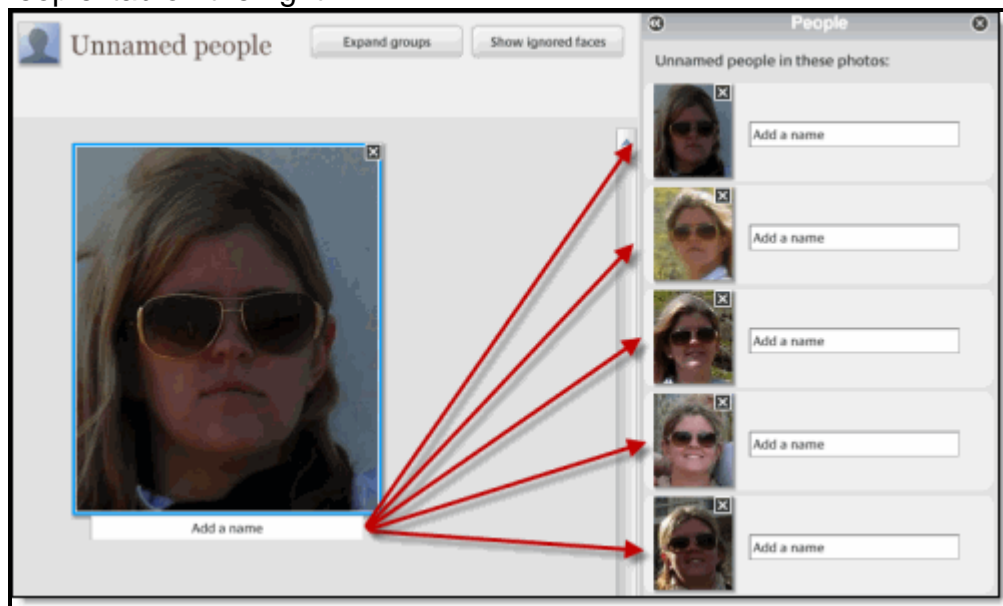 Unnamed people
Expand groups
Show ignored faces
People
Unnamed people in these photos:
Add a name
Add a name
Add a name
Add a name
Add a name
Add a name